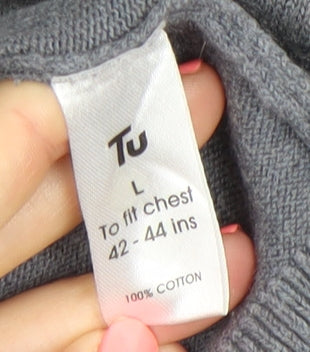 Tu
L
To fit chest
42 - 44 ins
100% COTTON